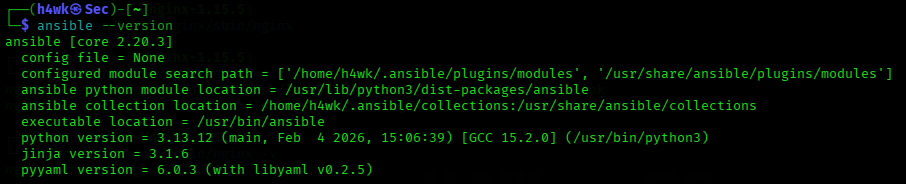 ┌──(h4wk㉿Sec)-[~]
└─$ ansible --version
ansible [core 2.20.3]
  config file = None
  configured module search path = ['/home/h4wk/.ansible/plugins/modules', '/usr/share/ansible/plugins/modules']
  ansible python module location = /usr/lib/python3/dist-packages/ansible
  ansible collection location = /home/h4wk/.ansible/collections:/usr/share/ansible/collections
  executable location = /usr/bin/ansible
  python version = 3.13.12 (main, Feb  4 2026, 15:06:39) [GCC 15.2.0] (/usr/bin/python3)
  jinja version = 3.1.6
  pyyaml version = 6.0.3 (with libyaml v0.2.5)